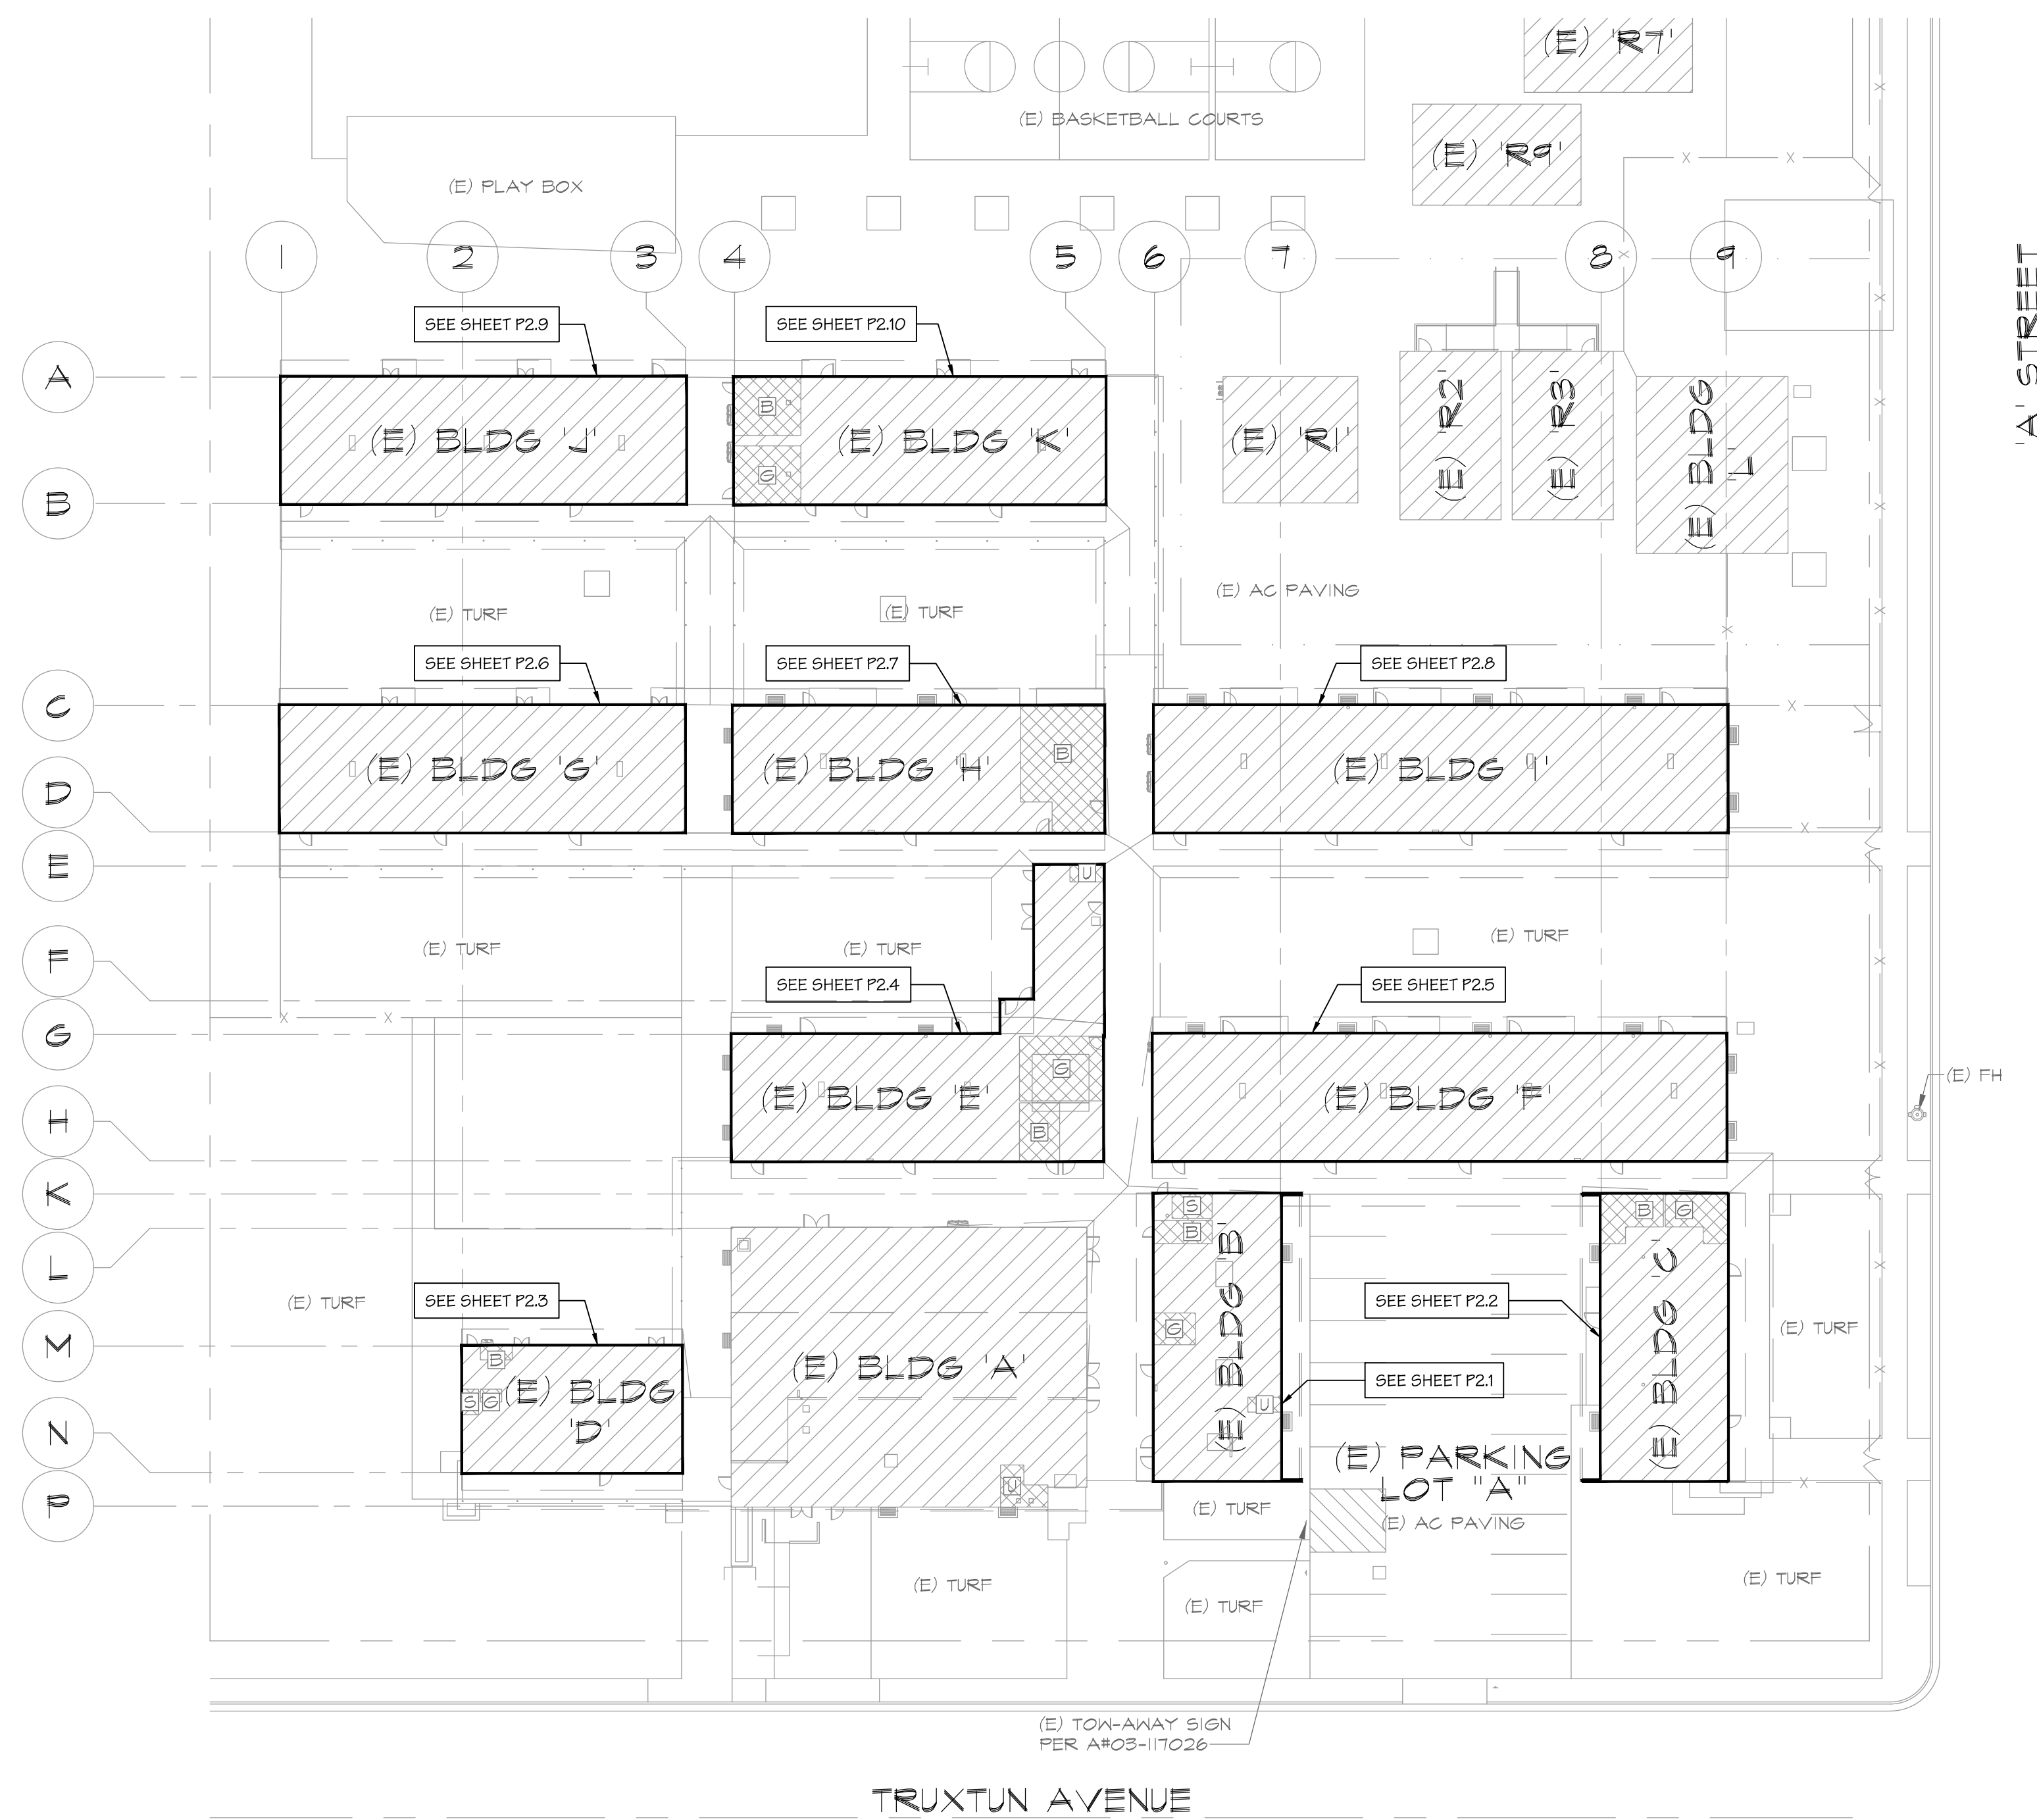 (E) 'R7'
(E) BASKETBALL COURTS
(E) 'R9'
(E) PLAY BOX
1
2
3
4
5
6
7
8
9
'A' STREET
SEE SHEET P2.9
SEE SHEET P2.10
A
B
(E) BLDG 'J'
B
G
(E) BLDG 'K'
(E) 'R1'
(E) 'R2'
(E) 'R3'
(E) BLDG
'L'
(E) AC PAVING
(E) TURF
(E) TURF
SEE SHEET P2.6
SEE SHEET P2.7
SEE SHEET P2.8
C
D
(E) BLDG 'G'
(E) BLDG 'H'
B
(E) BLDG 'I'
E
U
F
(E) TURF
(E) TURF
(E) TURF
SEE SHEET P2.4
SEE SHEET P2.5
G
H
(E) BLDG 'E'
G
B
(E) BLDG 'F'
(E) FH
K
L
S
B
G
U
(E) BLDG 'B'
B
G
(E) BLDG 'C'
(E) TURF
SEE SHEET P2.3
SEE SHEET P2.2
(E) TURF
M
B
S
G
(E) BLDG
'D'
(E) BLDG 'A'
U
SEE SHEET P2.1
N
P
(E) PARKING
LOT "A"
(E) AC PAVING
(E) TURF
(E) TURF
(E) TURF
(E) TURF
(E) TOW-AWAY SIGN
PER A#03-117026
TRUXTUN AVENUE